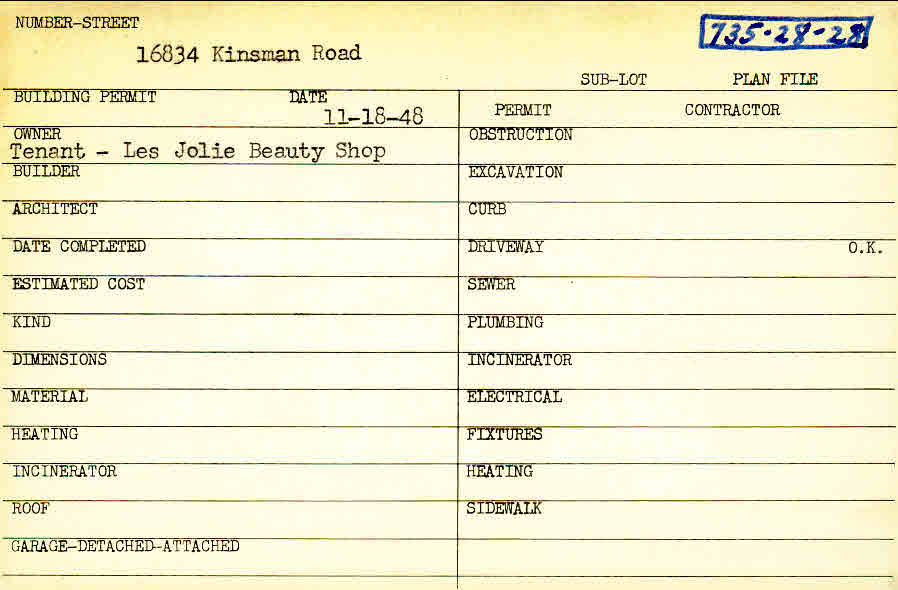 NUMBER-STREET
735-28-28
16834 Kinsman Road
SUB-LOT PLAN FILE
BUILDING PERMIT DATE
11-18-48
PERMIT CONTRACTOR
OWNER
Tenant - Les Jolie Beauty Shop
OBSTRUCTION
BUILDER
EXCAVATION
ARCHITECT
CURB
DATE COMPLETED
DRIVEWAY O.K.
ESTIMATED COST
SEWER
KIND
PLUMBING
DIMENSIONS
INCINERATOR
MATERIAL
ELECTRICAL
HEATING
FIXTURES
INCINERATOR
HEATING
ROOF
SIDEWALK
GARAGE-DETACHED-ATTACHED